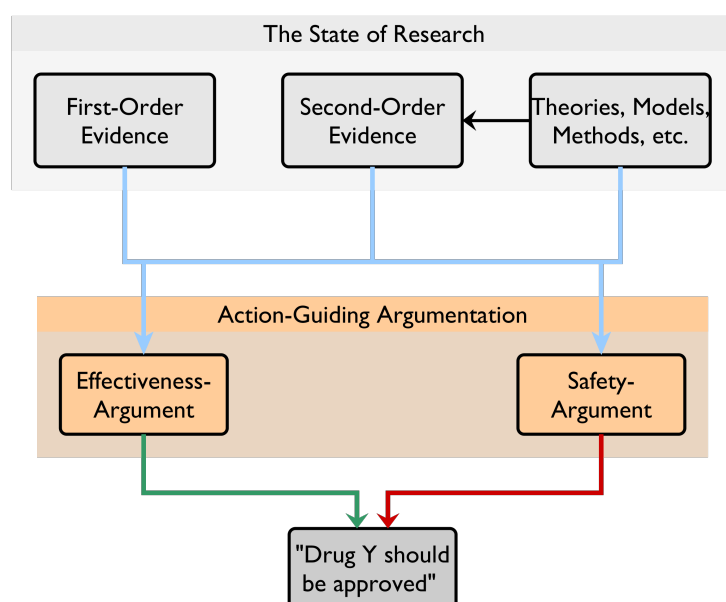 The State of Research
First-Order
Evidence
Second-Order
Evidence
Theories, Models,
Methods, etc.
Action-Guiding Argumentation
Effectiveness-
Argument
Safety-
Argument
"Drug Y should
be approved"